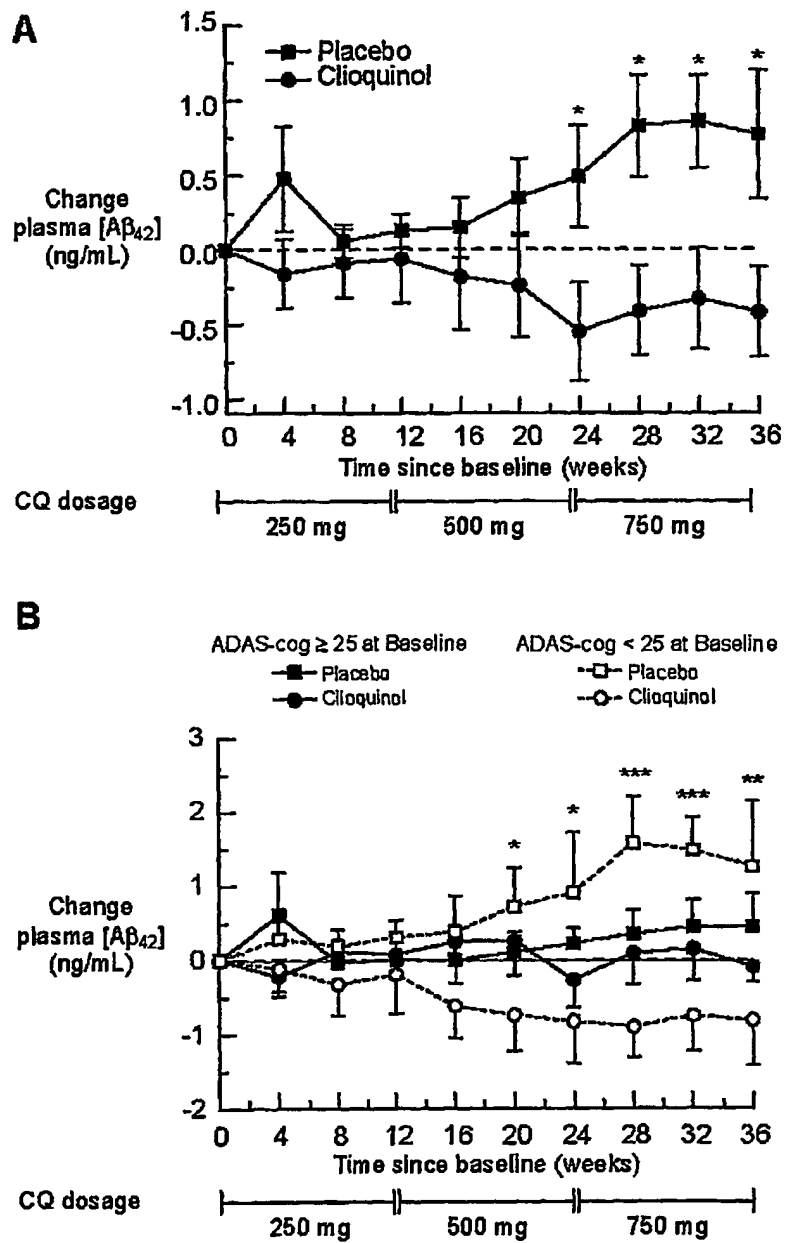 A
Placebo
Clioquinol
1.5
1.0
0.5
0.0
-0.5
-1.0
Change
plasma [Aβ42]
(ng/mL)
* * * *
0 4 8 12 16 20 24 28 32 36
Time since baseline (weeks)
CQ dosage
250 mg 500 mg 750 mg
B
ADAS-cog ≥ 25 at Baseline ADAS-cog < 25 at Baseline
Placebo Placebo
Clioquinol Clioquinol
3
2
1
0
-1
-2
Change
plasma [Aβ42]
(ng/mL)
* * *** *** **
0 4 8 12 16 20 24 28 32 36
Time since baseline (weeks)
CQ dosage
250 mg 500 mg 750 mg